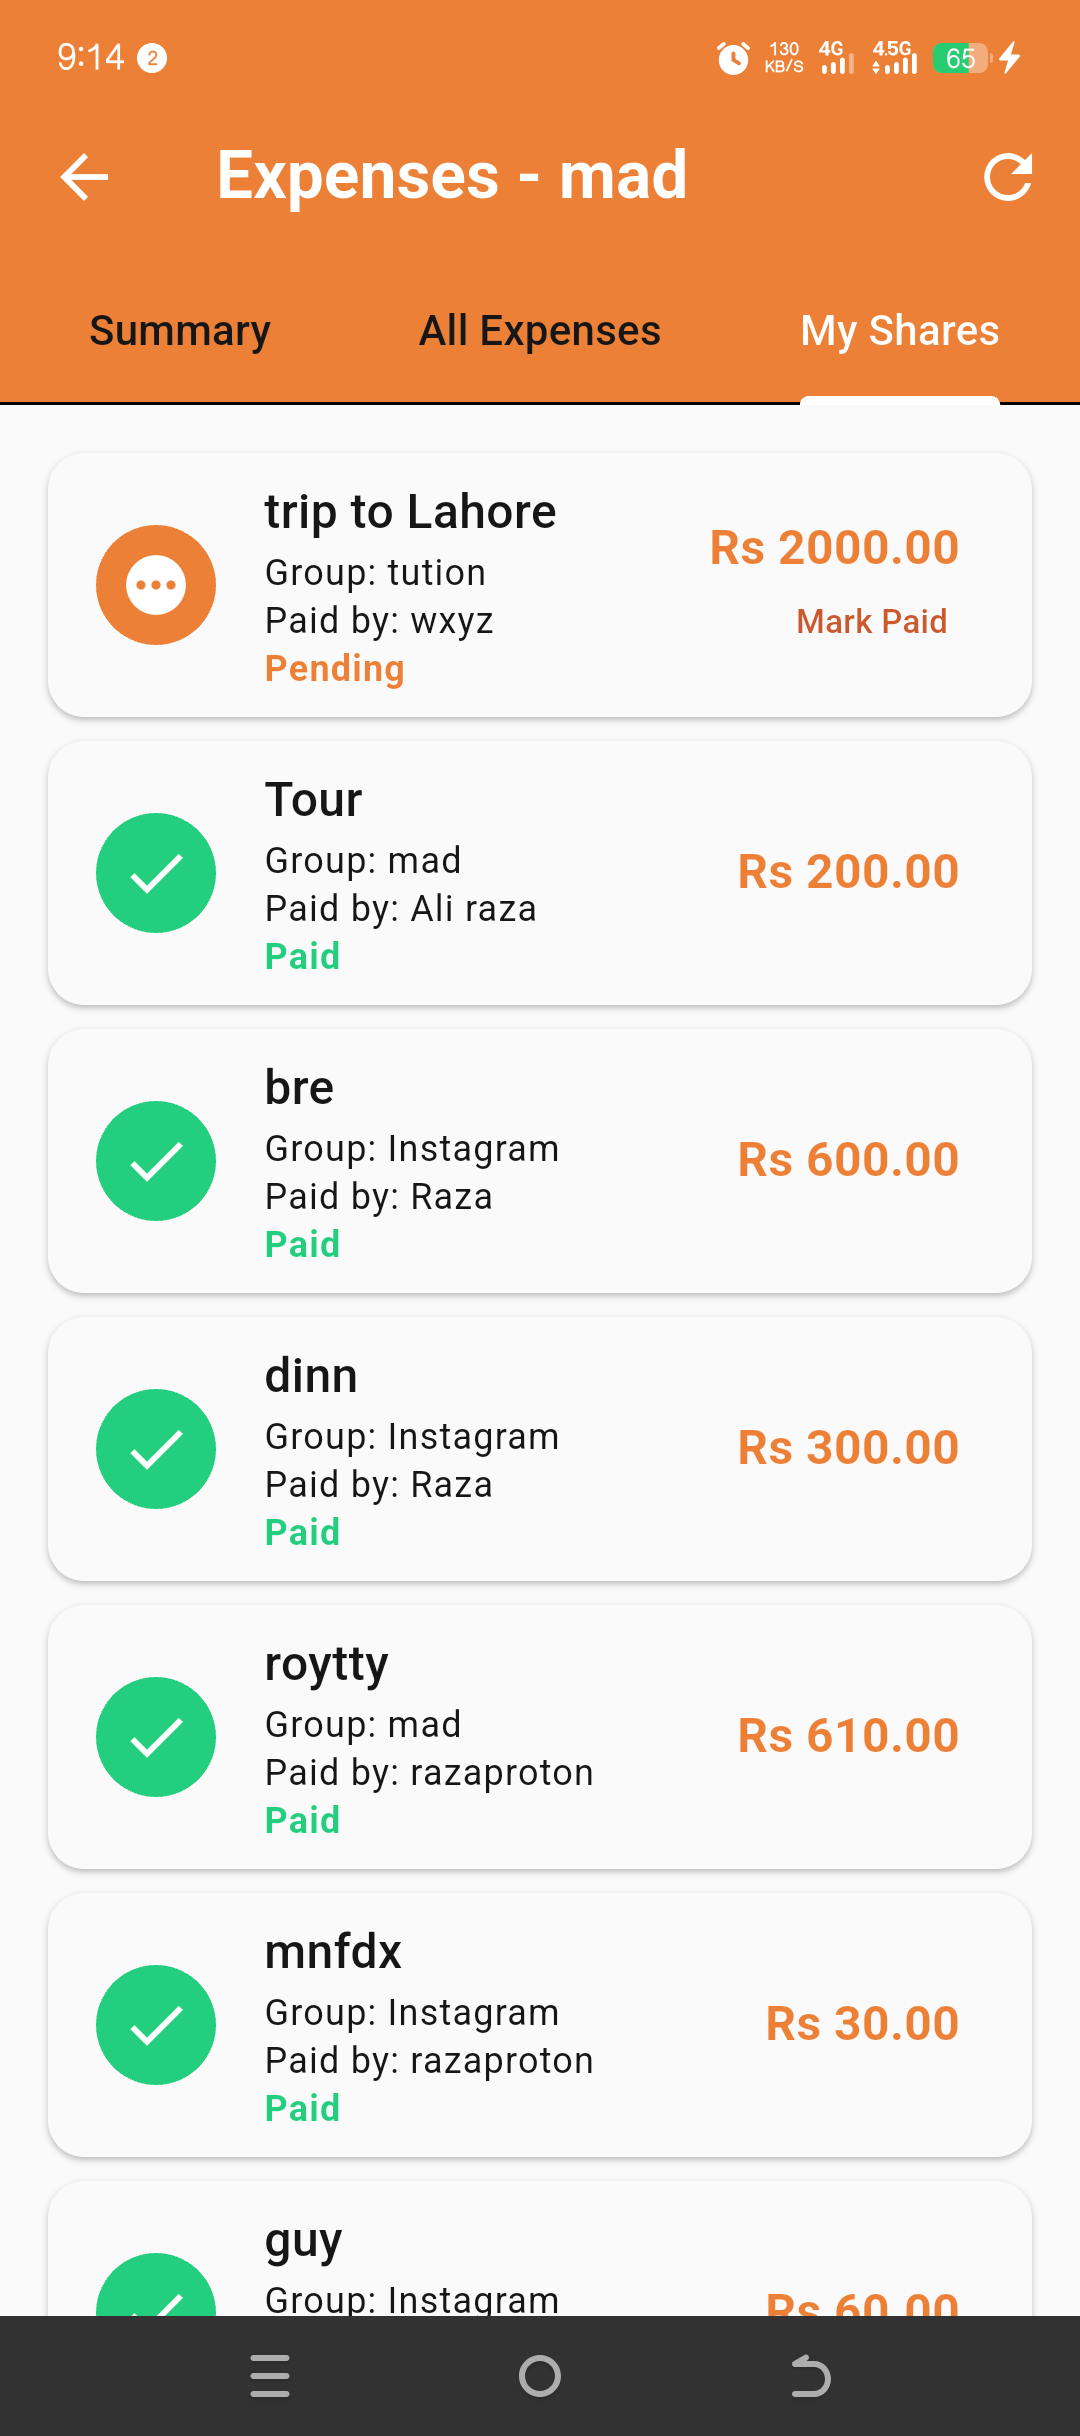 9:14 2 130 KB/S 4G 4.5G 65
Expenses - mad
Summary All Expenses My Shares
trip to Lahore
Group: tution
Paid by: wxyz
Pending
Rs 2000.00
Mark Paid
Tour
Group: mad
Paid by: Ali raza
Paid
Rs 200.00
bre
Group: Instagram
Paid by: Raza
Paid
Rs 600.00
dinn
Group: Instagram
Paid by: Raza
Paid
Rs 300.00
roytty
Group: mad
Paid by: razaproton
Paid
Rs 610.00
mnfdx
Group: Instagram
Paid by: razaproton
Paid
Rs 30.00
guy
Group: Instagram
Rs 60.00